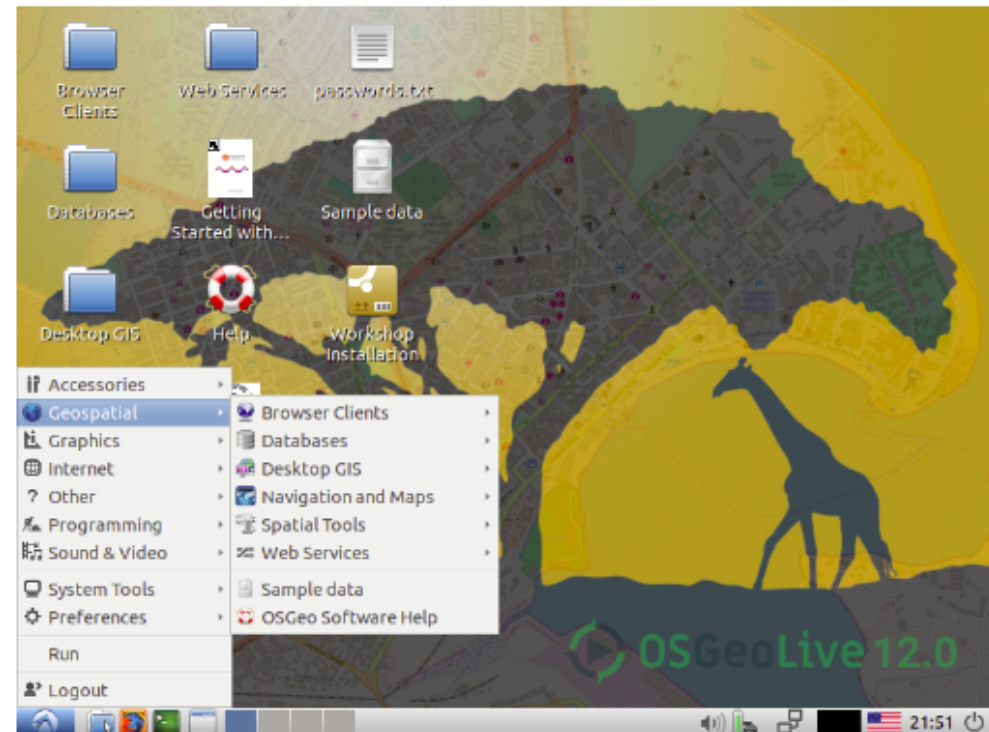 Browser
Clients
Web Services
passwords.txt
Databases
Getting
Started with...
Sample data
Desktop GIS
Help
Workshop
Installation
Accessories
Geospatial
Graphics
Internet
Other
Programming
Sound & Video
System Tools
Preferences
Run
Logout
Browser Clients
Databases
Desktop GIS
Navigation and Maps
Spatial Tools
Web Services
Sample data
OSGeo Software Help
OSGeoLive 12.0
21:51